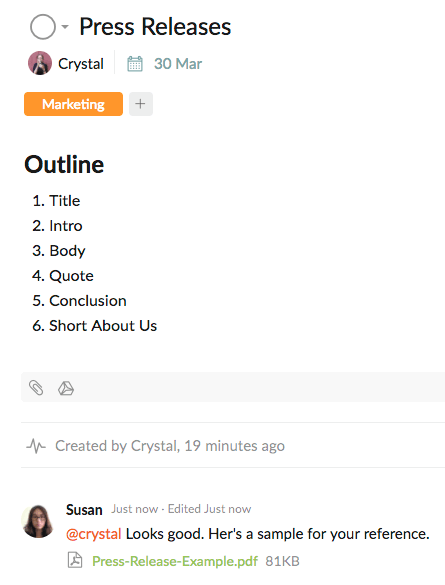 Press Releases
Crystal 30 Mar
Marketing +
Outline
1. Title
2. Intro
3. Body
4. Quote
5. Conclusion
6. Short About Us
Created by Crystal, 19 minutes ago
Susan Just now · Edited Just now
@crystal Looks good. Her's a sample for your reference.
Press-Release-Example.pdf 81KB